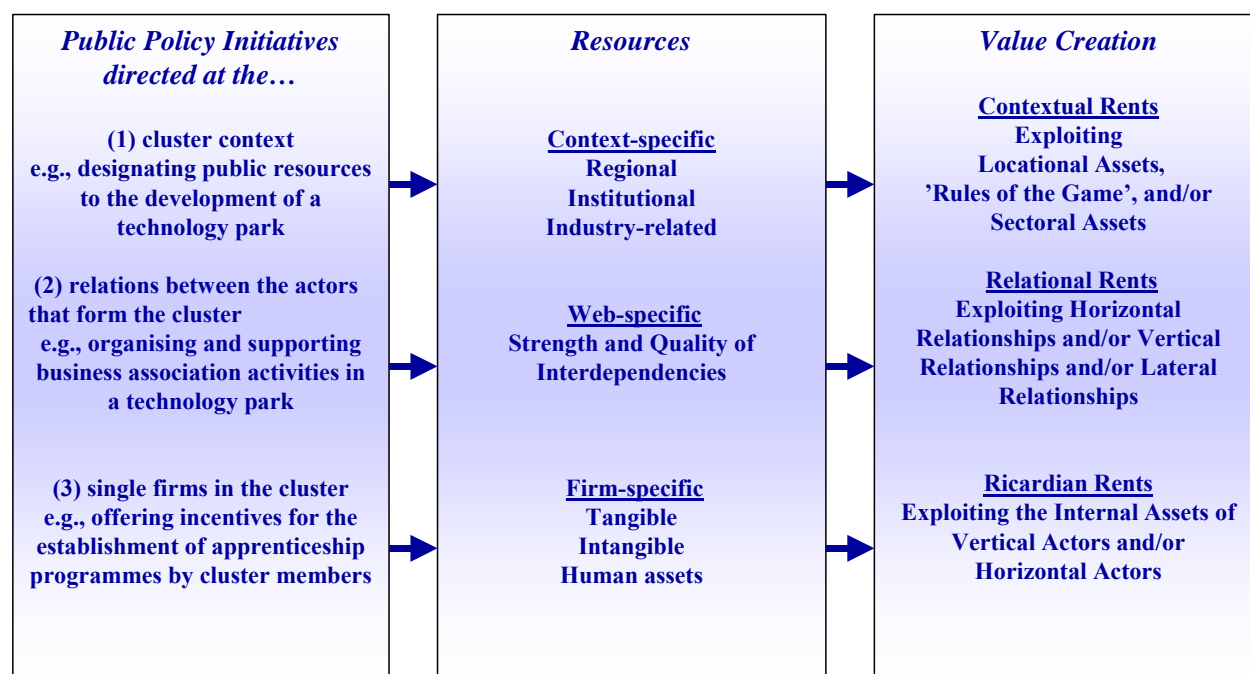 Public Policy Initiatives
directed at the…
(1) cluster context
e.g., designating public resources
to the development of a
technology park
(2) relations between the actors
that form the cluster
e.g., organising and supporting
business association activities in
a technology park
(3) single firms in the cluster
e.g., offering incentives for the
establishment of apprenticeship
programmes by cluster members
Resources
Context-specific
Regional
Institutional
Industry-related
Web-specific
Strength and Quality of
Interdependencies
Firm-specific
Tangible
Intangible
Human assets
Value Creation
Contextual Rents
Exploiting
Locational Assets,
’Rules of the Game’, and/or
Sectoral Assets
Relational Rents
Exploiting Horizontal
Relationships and/or Vertical
Relationships and/or Lateral
Relationships
Ricardian Rents
Exploiting the Internal Assets of
Vertical Actors and/or
Horizontal Actors